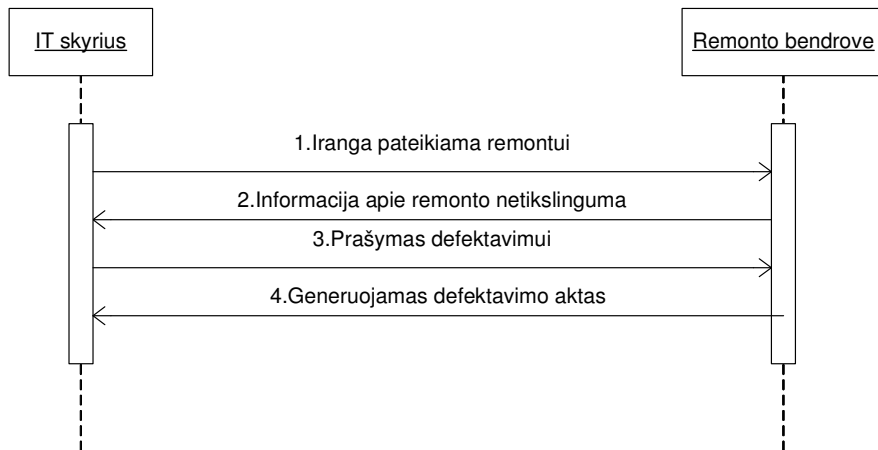 IT skyrius
Remonto bendrove
1.Iranga pateikiama remontui
2.Informacija apie remonto netikslinguma
3.Prašymas defektavimui
4.Generuojamas defektavimo aktas